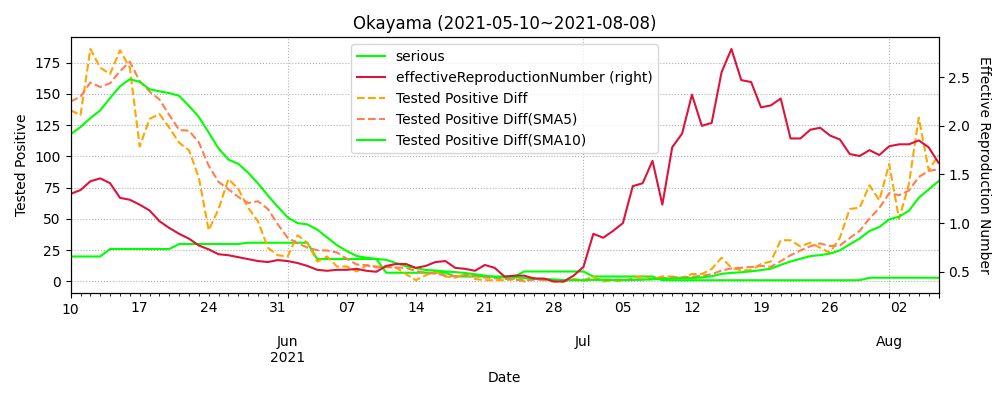 Okayama (2021-05-10~2021-08-08)
serious
effectiveReproductionNumber (right)
Tested Positive Diff
Tested Positive Diff(SMA5)
Tested Positive Diff(SMA10)
Tested Positive
175
150
125
100
75
50
25
0
2.5
2.0
1.5
1.0
0.5
Effective Reproduction Number
10 17 24 31 07 14 21 28 05 12 19 26 02
Jun Jul Aug
2021
Date